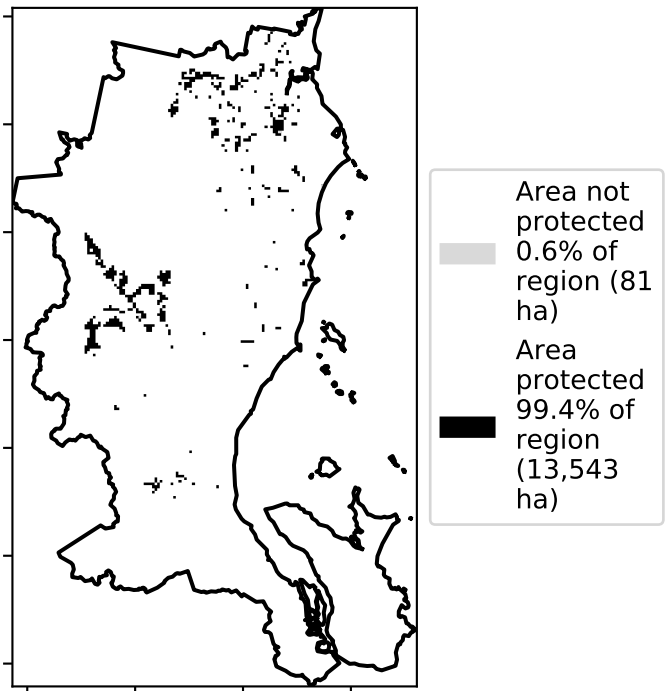 Area not
protected
0.6% of
region (81
ha)
Area
protected
99.4% of
region
(13,543
ha)